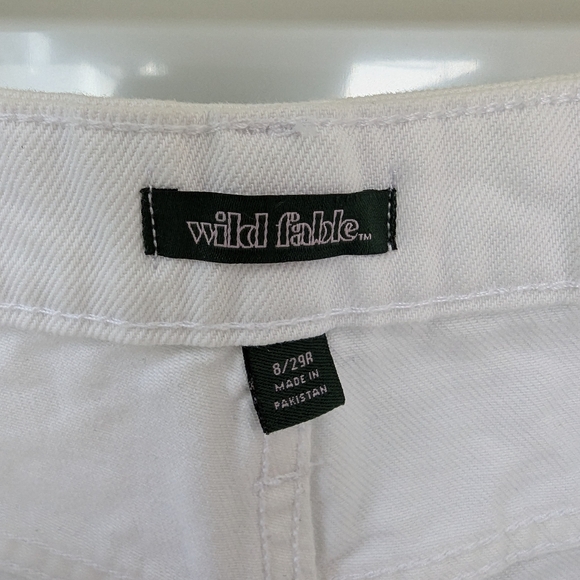 wild fable™
8/29R
MADE IN
PAKISTAN